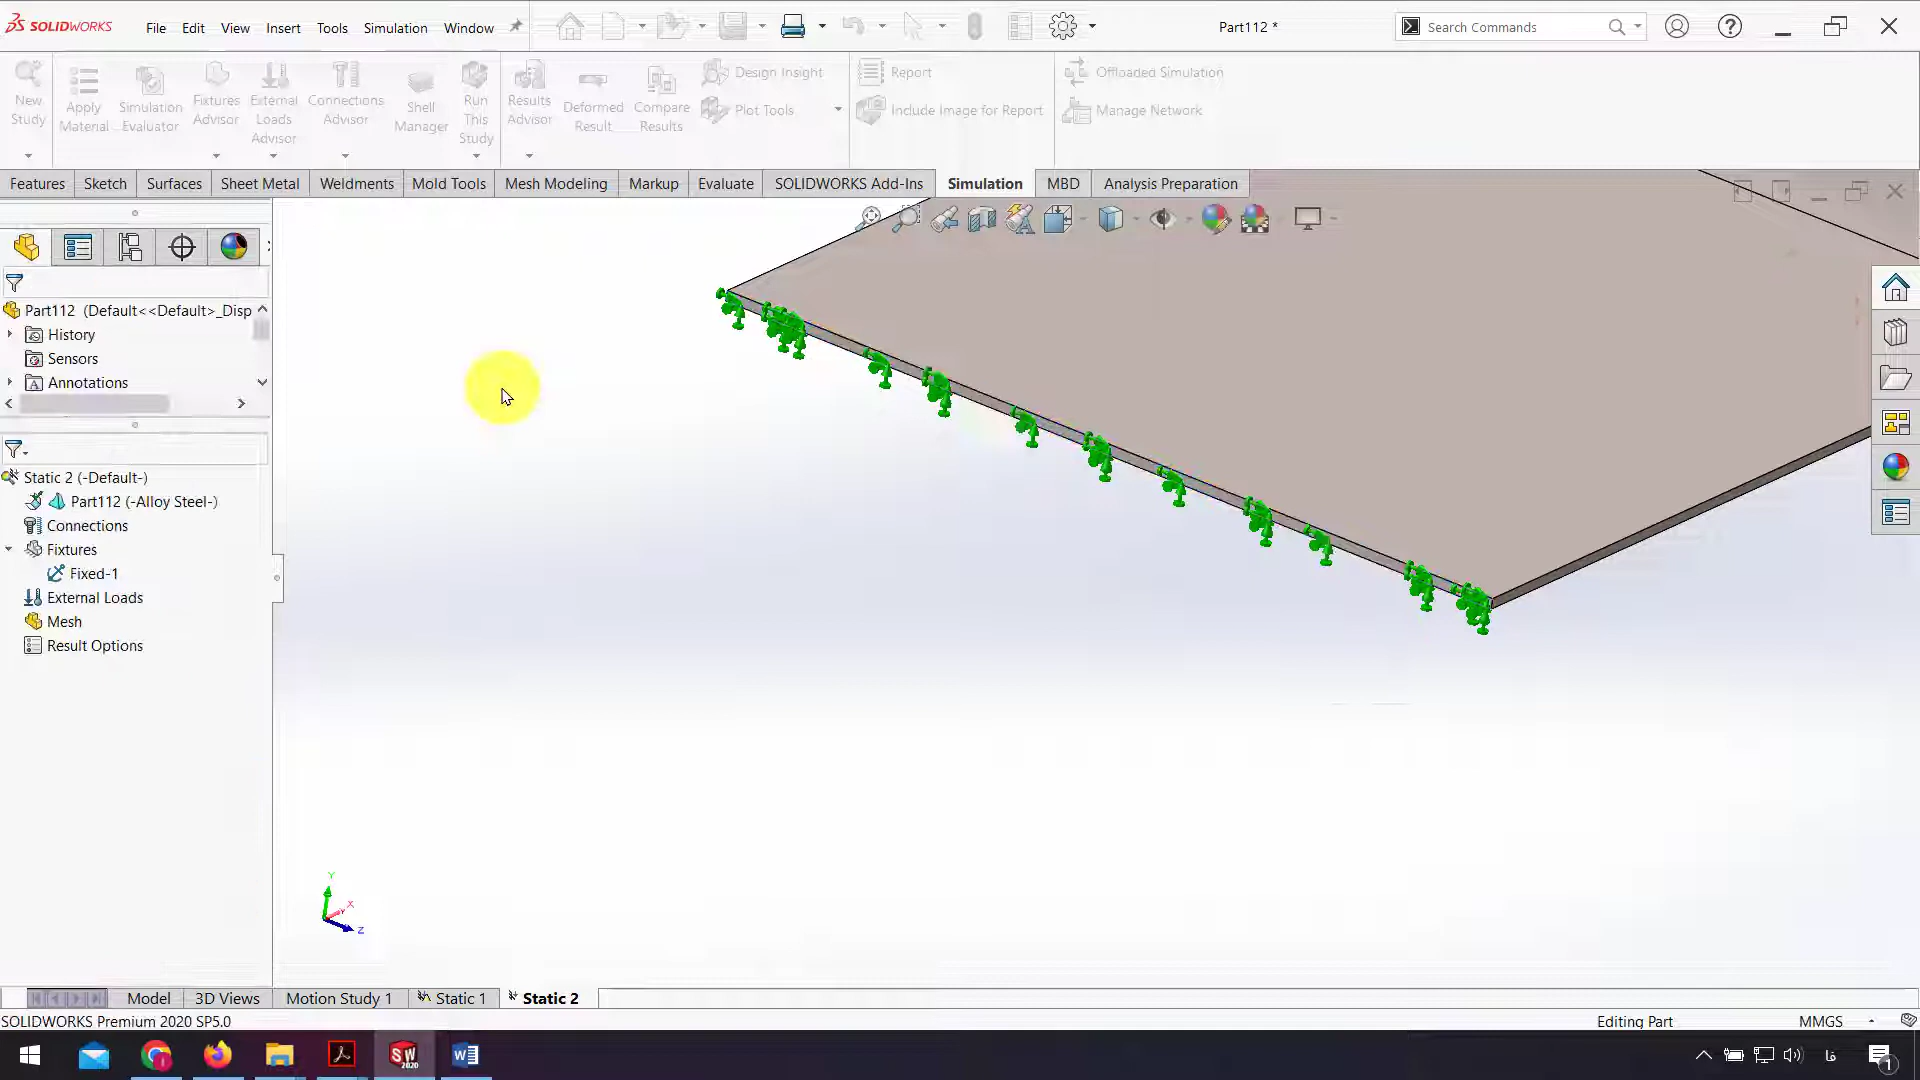 SOLIDWORKS File Edit View Insert Tools Simulation Window Part112 * Search Commands
New Study
Apply Material
Simulation Evaluator
Fixtures Advisor
External Loads Advisor
Connections Advisor
Shell Manager
Run This Study
Results Advisor
Deformed Result
Compare Results
Design Insight
Plot Tools
Report
Include Image for Report
Offloaded Simulation
Manage Network
Features Sketch Surfaces Sheet Metal Weldments Mold Tools Mesh Modeling Markup Evaluate SOLIDWORKS Add-Ins Simulation MBD Analysis Preparation
Part112 (Default<<Default>_Disp
History
Sensors
Annotations
Static 2 (-Default-)
Part112 (-Alloy Steel-)
Connections
Fixtures
Fixed-1
External Loads
Mesh
Result Options
Y
X
Z
Model 3D Views Motion Study 1 Static 1 Static 2
SOLIDWORKS Premium 2020 SP5.0 Editing Part MMGS
SW 2020
فا
1